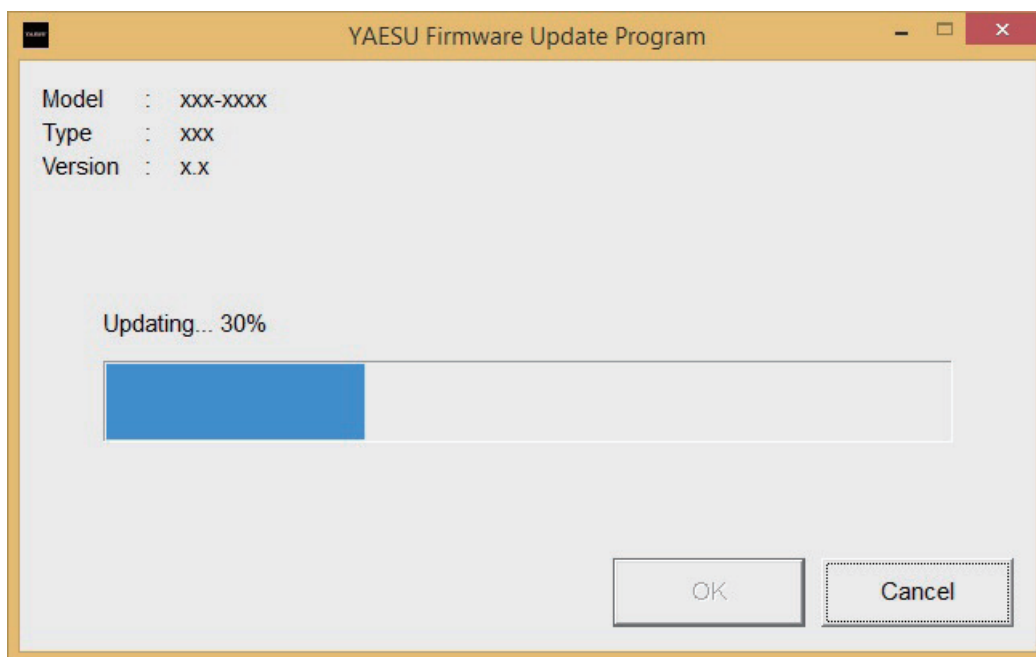 YAESU Firmware Update Program
Model : xxx-xxxx
Type : xxx
Version : x.x
Updating... 30%
OK
Cancel